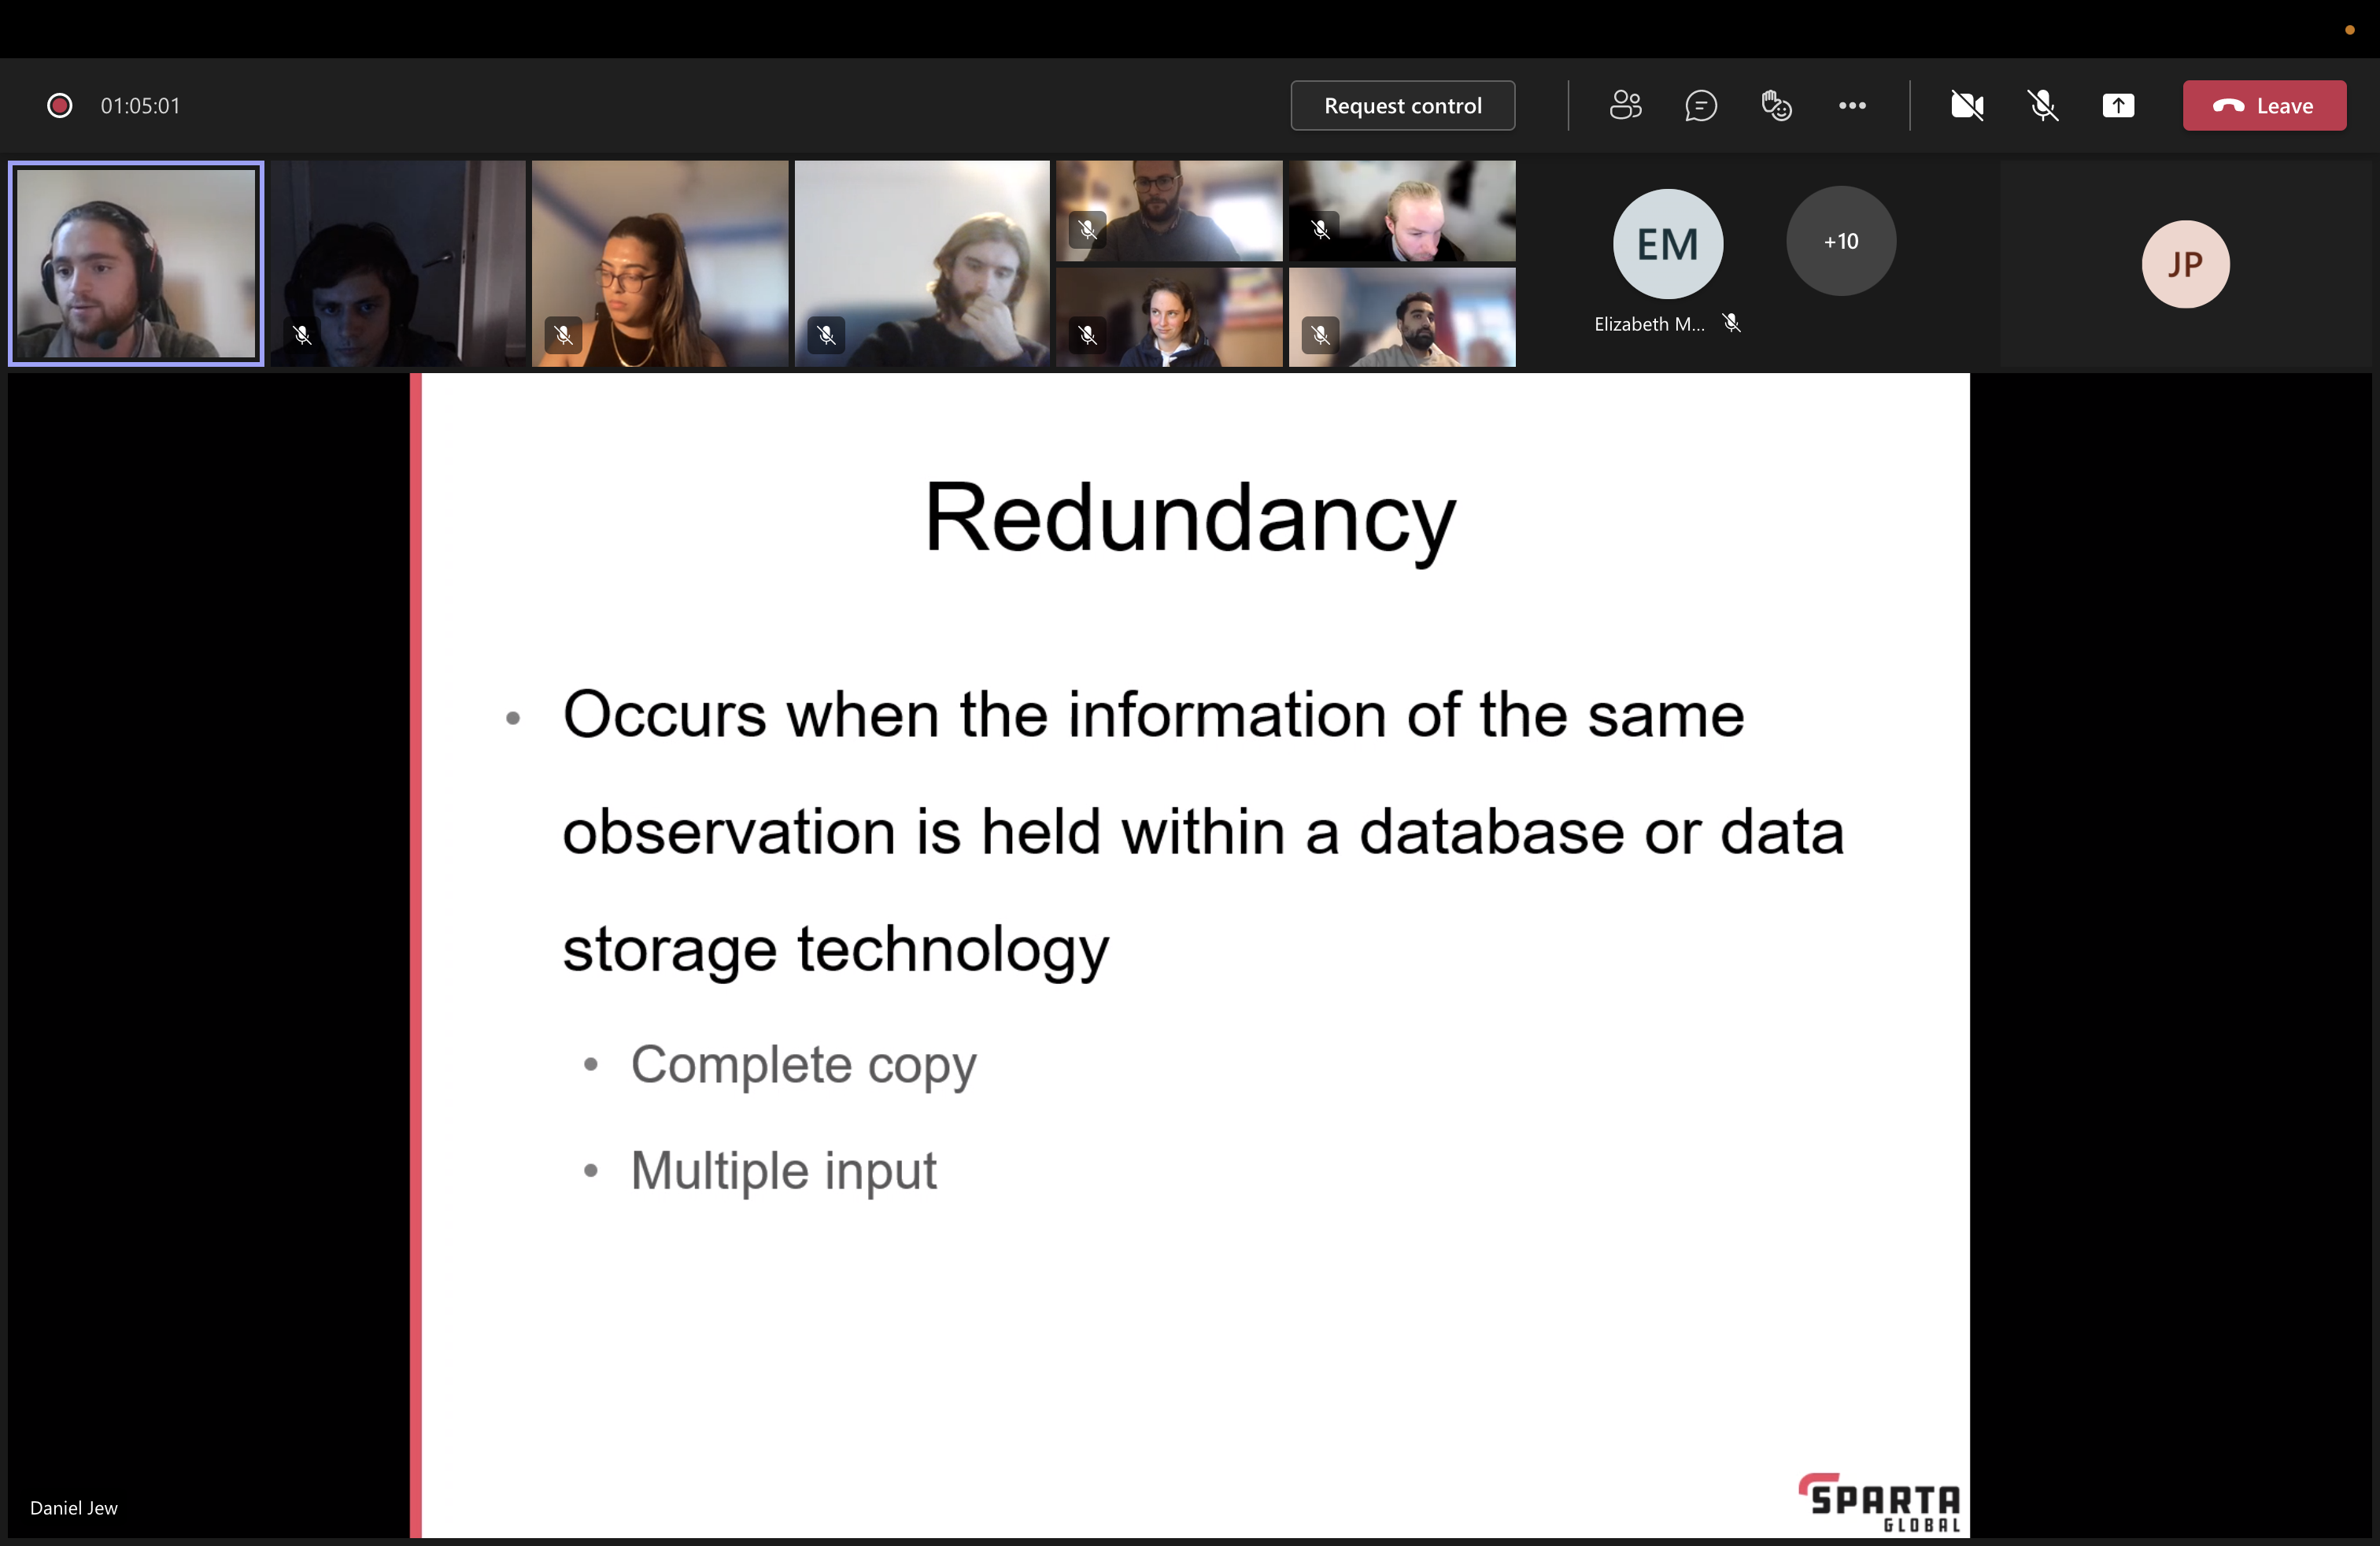 01:05:01
Request control
Leave
EM
+10
JP
Elizabeth M...
Redundancy
• Occurs when the information of the same
observation is held within a database or data
storage technology
• Complete copy
• Multiple input
Daniel Jew
SPARTA
GLOBAL